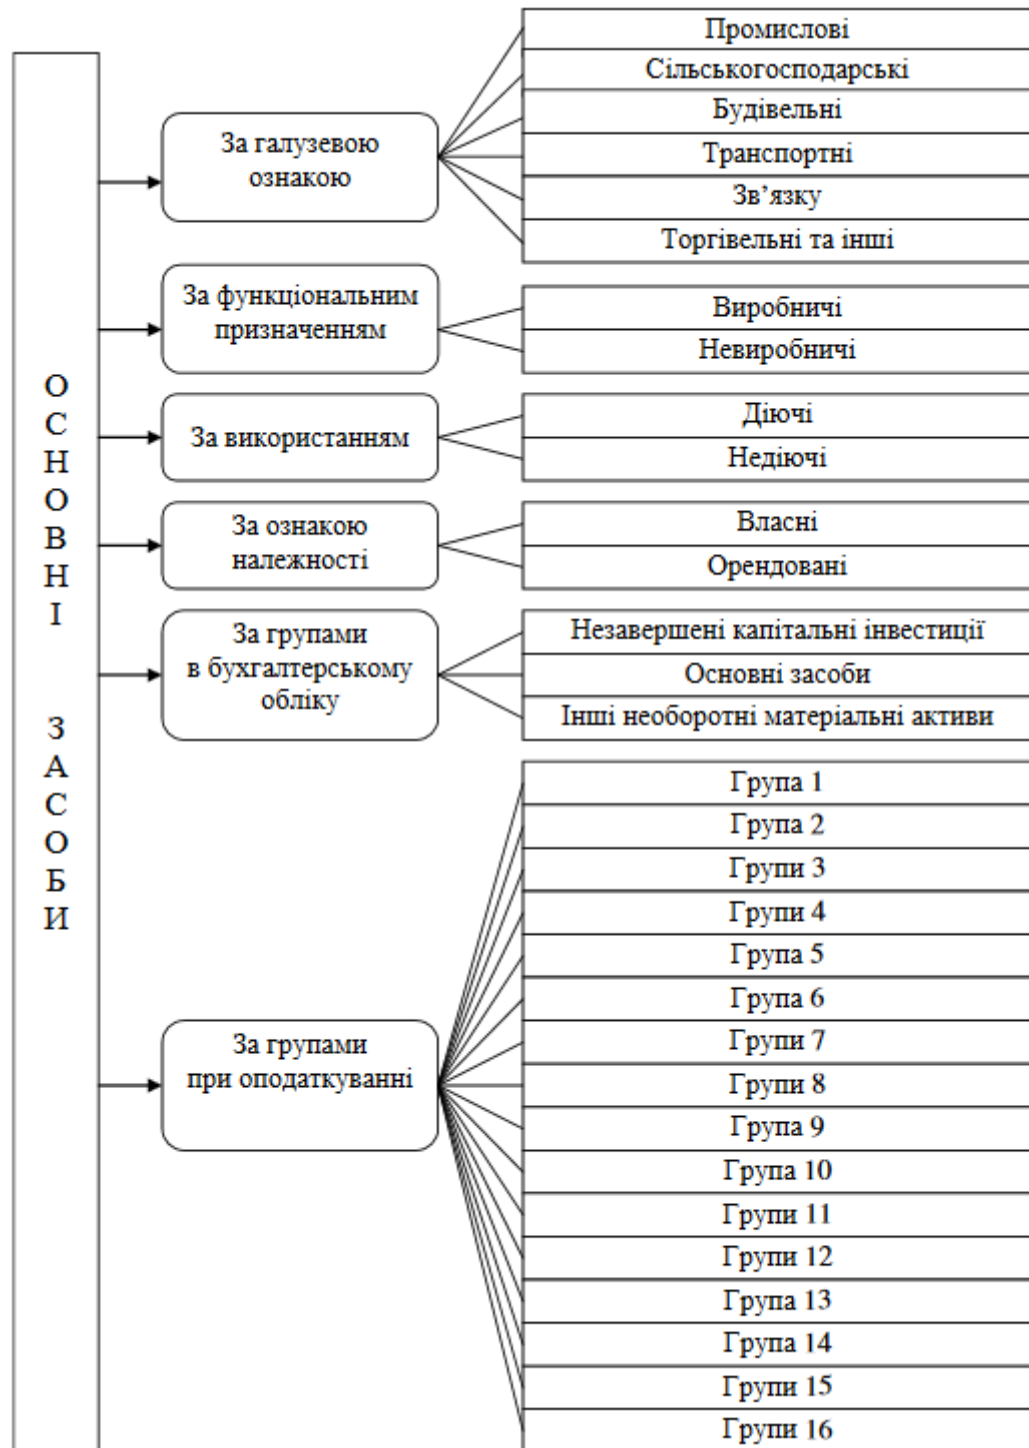 ОСНОВНІ ЗАСОБИ
За галузевою
ознакою
Промислові
Сільськогосподарські
Будівельні
Транспортні
Зв’язку
Торгівельні та інші
За функціональним
призначенням
Виробничі
Невиробничі
За використанням
Діючі
Недіючі
За ознакою
належності
Власні
Орендовані
За групами
в бухгалтерському
обліку
Незавершені капітальні інвестиції
Основні засоби
Інші необоротні матеріальні активи
За групами
при оподаткуванні
Група 1
Група 2
Групи 3
Групи 4
Група 5
Група 6
Групи 7
Групи 8
Група 9
Група 10
Групи 11
Групи 12
Група 13
Група 14
Групи 15
Групи 16